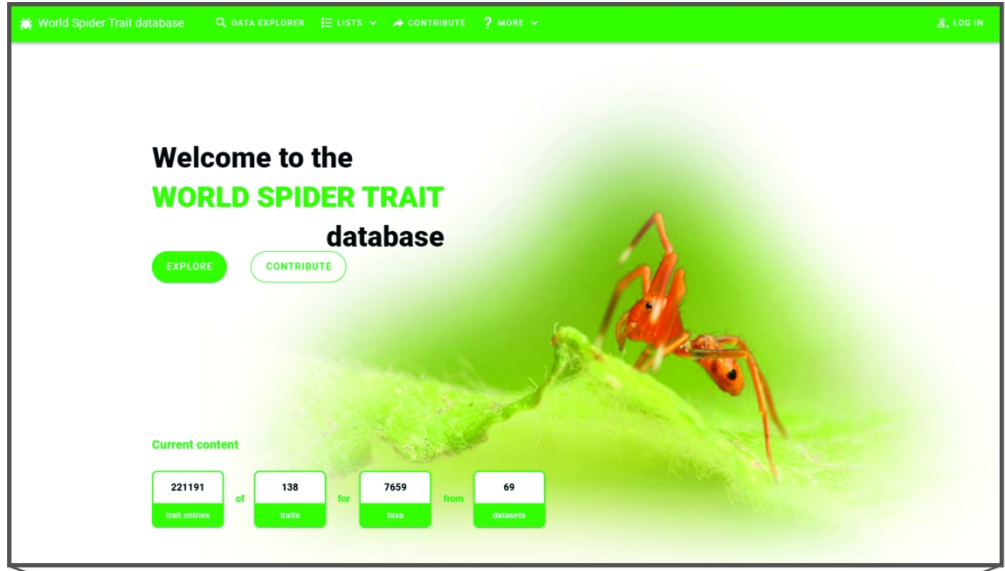 World Spider Trait database DATA EXPLORER LISTS CONTRIBUTE ? MORE LOG IN
Welcome to the
WORLD SPIDER TRAIT
database
EXPLORE CONTRIBUTE
Current content
221191 of 138 for 7659 from 69
trait entries traits taxa datasets